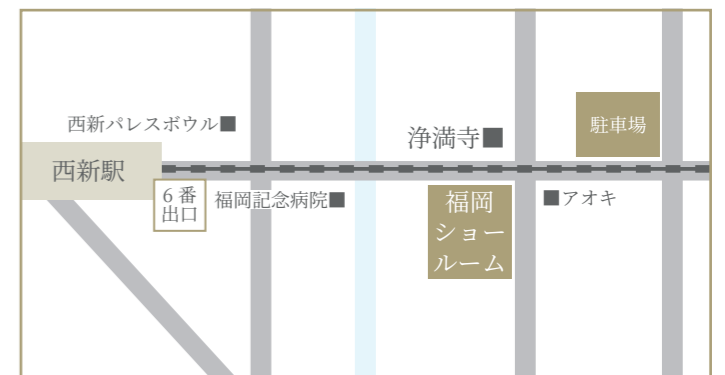 西新パレスボウル■
浄満寺■
駐車場
西新駅
6番
出口
福岡記念病院■
福岡
ショー
ルーム
■アオキ